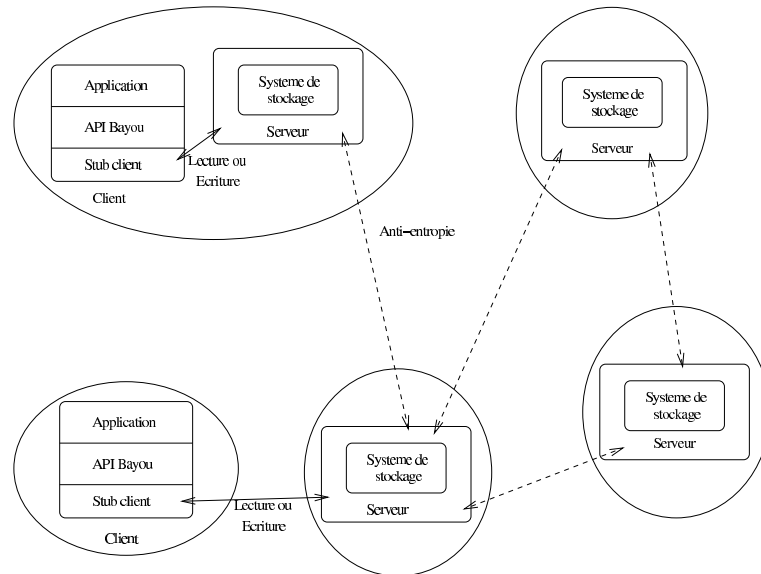 Application
API Bayou
Stub client
Client
Systeme de
stockage
Serveur
Lecture ou
Ecriture
Systeme de
stockage
Serveur
Anti-entropie
Application
API Bayou
Stub client
Client
Lecture ou
Ecriture
Systeme de
stockage
Serveur
Systeme de
stockage
Serveur